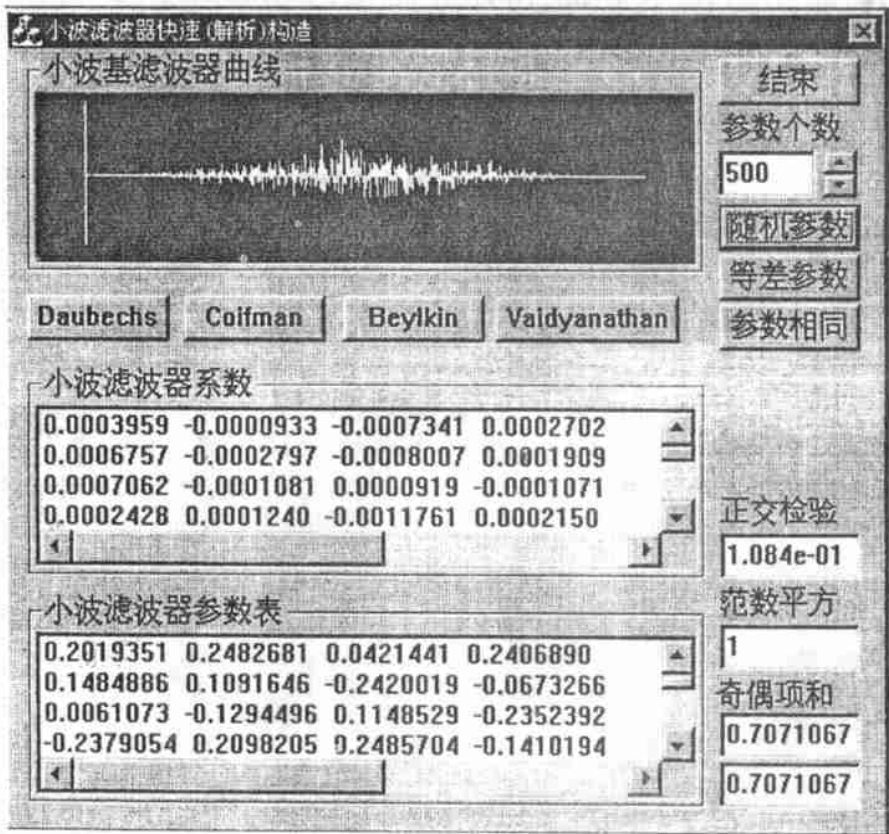 小波滤波器快速(解析)构造
小波基滤波器曲线
结束
参数个数
500
随机参数
等差参数
参数相同
Daubechs Coifman Beylkin Vaidyanathan
小波滤波器系数
0.0003959 -0.0000933 -0.0007341 0.0002702
0.0006757 -0.0002797 -0.0008007 0.0001909
0.0007062 -0.0001081 0.0000919 -0.0001071
0.0002428 0.0001240 -0.0011761 0.0002150
正交检验
1.084e-01
范数平方
1
奇偶项和
0.7071067
0.7071067
小波滤波器参数表
0.2019351 0.2482681 0.0421441 0.2406890
0.1484886 0.1091646 -0.2420019 -0.0673266
0.0061073 -0.1294496 0.1148529 -0.2352392
-0.2379054 0.2098205 0.2485704 -0.1410194